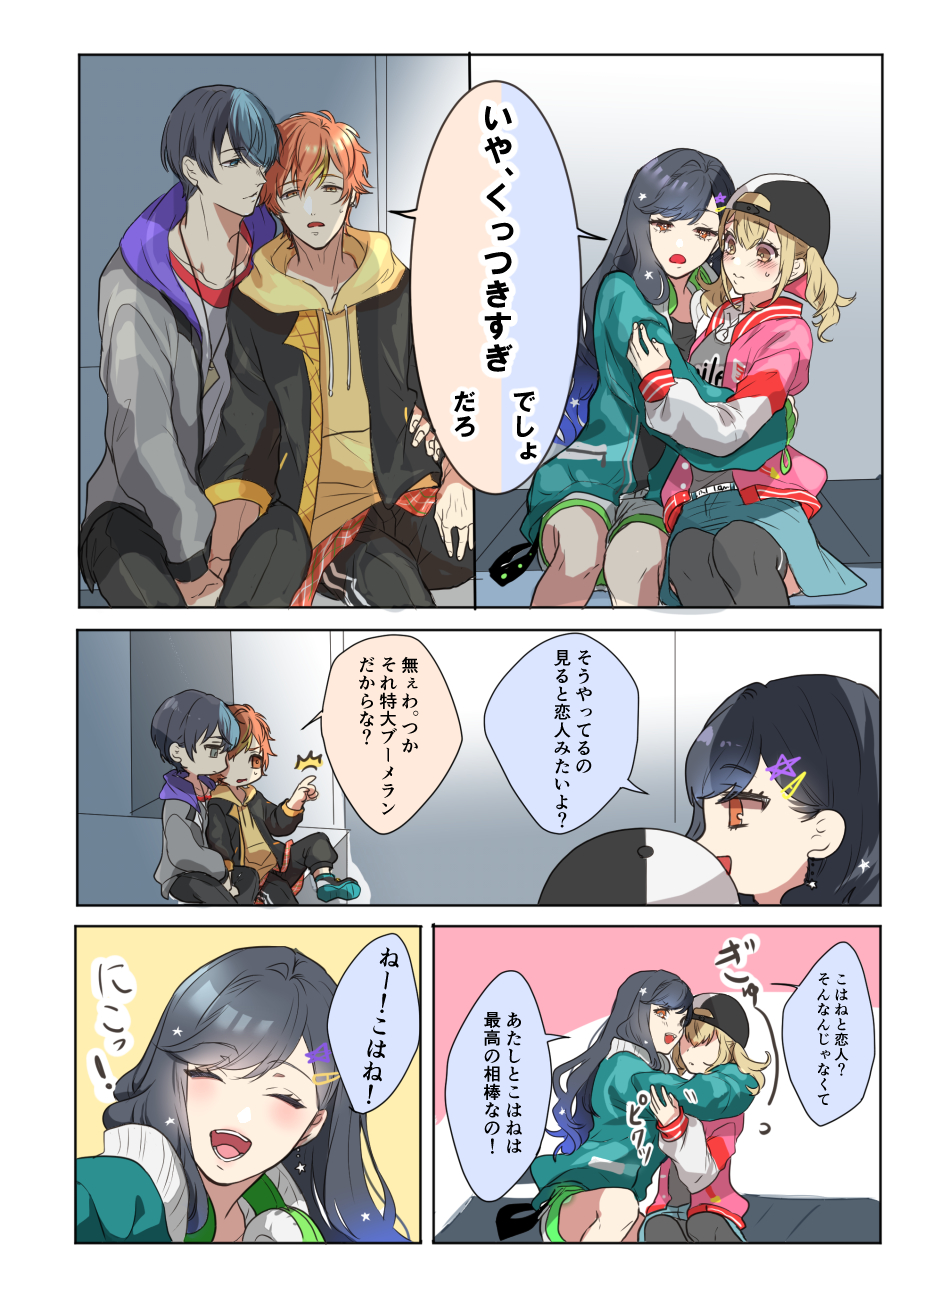 いや、くっつきすぎ
でしょ
だろ
そうやってるの
見ると恋人みたいよ？
無ぇわ。つか
それ特大ブーメラン
だからな？
こはねと恋人？
そんなんじゃなくて
ぎゅ
あたしとこはねは
最高の相棒なの！
ピクッ
ねー！こはね！
にこっ
！